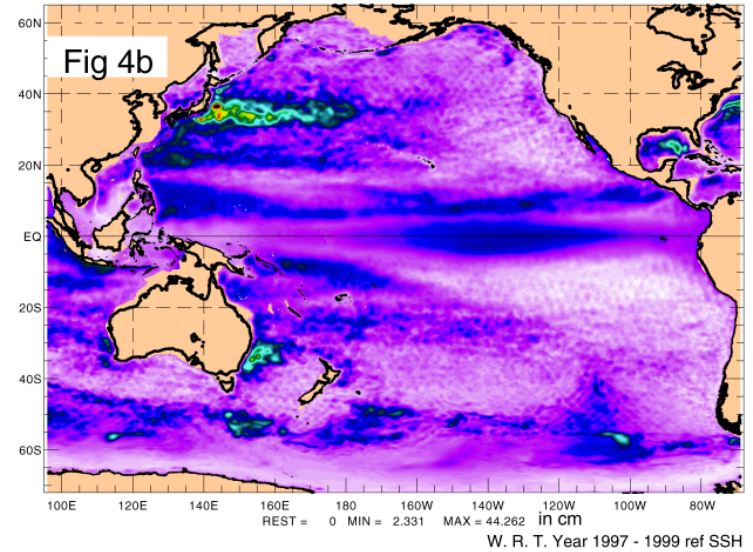 60N
Fig 4b
40N
20N
EQ
20S
40S
60S
100E 120E 140E 160E 180 160W 140W 120W 100W 80W
REST = 0 MIN = 2.331 MAX = 44.262 in cm
W. R. T. Year 1997 - 1999 ref SSH